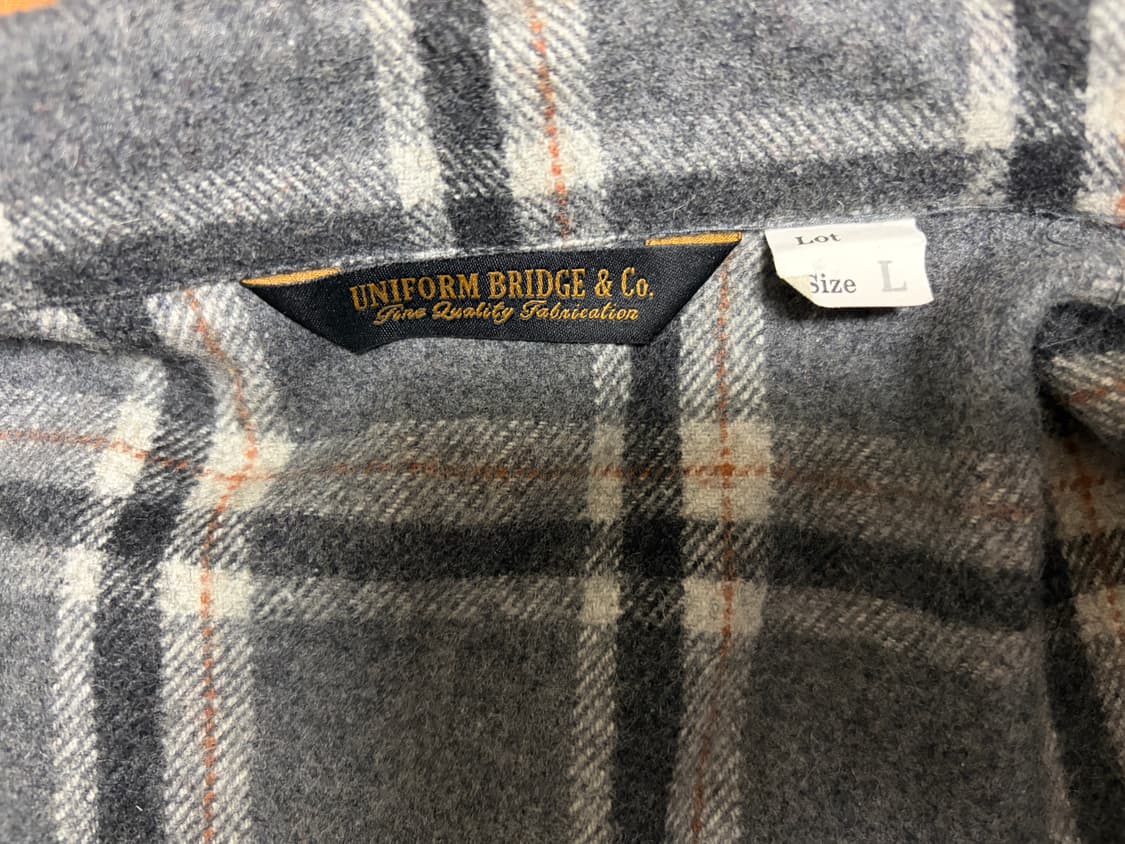 UNIFORM BRIDGE & Co.
Fine Quality Fabrication
Lot
Size L